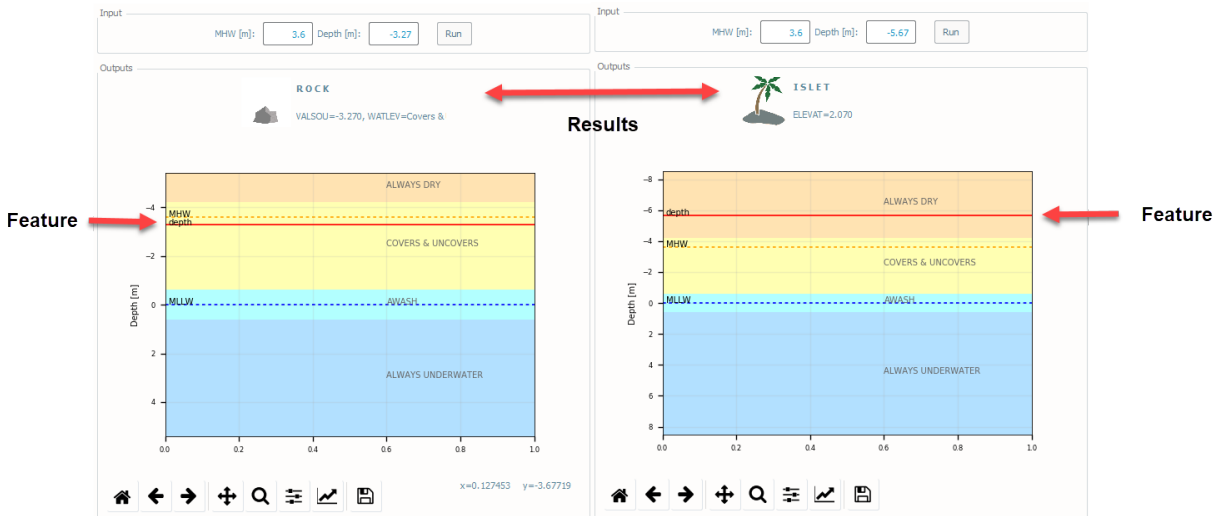 Input
MHW [m]: 3.6 Depth [m]: -3.27 Run
Outputs
ROCK
VALSOU=-3.270, WATLEV=Covers &
ALWAYS DRY
MHW
depth
COVERS & UNCOVERS
MLLW
AWASH
ALWAYS UNDERWATER
Depth [m]
-4
-2
0
2
4
0.0 0.2 0.4 0.6 0.8 1.0
x=0.127453 y=-3.67719
Feature
Results
Input
MHW [m]: 3.6 Depth [m]: -5.67 Run
Outputs
ISLET
ELEVAT=2.070
ALWAYS DRY
depth
MHW
COVERS & UNCOVERS
MLLW
AWASH
ALWAYS UNDERWATER
Depth [m]
-8
-6
-4
-2
0
2
4
6
8
0.0 0.2 0.4 0.6 0.8 1.0
Feature